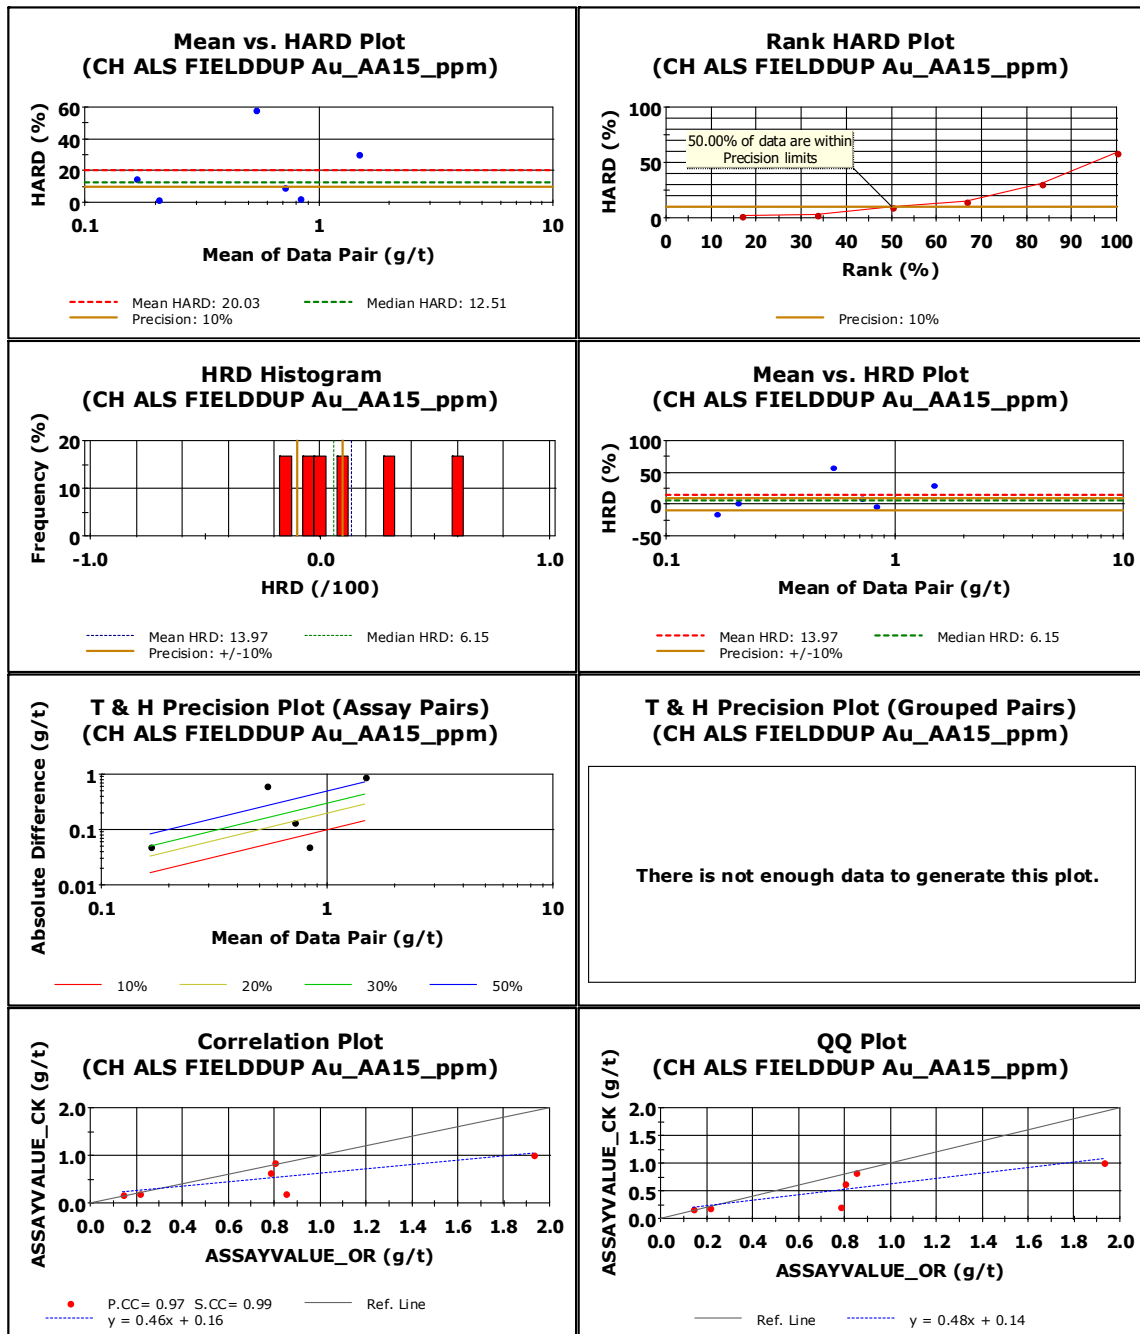 Mean vs. HARD Plot
(CH ALS FIELDDUP Au_AA15_ppm)
HARD (%)
60
40
20
0
0.1
1
10
Mean of Data Pair (g/t)
Mean HARD: 20.03
Median HARD: 12.51
Precision: 10%
Rank HARD Plot
(CH ALS FIELDDUP Au_AA15_ppm)
HARD (%)
100
50
0
50.00% of data are within
Precision limits
0 10 20 30 40 50 60 70 80 90 100
Rank (%)
Precision: 10%
HRD Histogram
(CH ALS FIELDDUP Au_AA15_ppm)
Frequency (%)
20
10
0
-1.0 0.0 1.0
HRD (/100)
Mean HRD: 13.97
Median HRD: 6.15
Precision: +/-10%
Mean vs. HRD Plot
(CH ALS FIELDDUP Au_AA15_ppm)
HRD (%)
100
50
0
-50
0.1 1 10
Mean of Data Pair (g/t)
Mean HRD: 13.97
Median HRD: 6.15
Precision: +/-10%
T & H Precision Plot (Assay Pairs)
(CH ALS FIELDDUP Au_AA15_ppm)
Absolute Difference (g/t)
1
0.1
0.01
0.1 1 10
Mean of Data Pair (g/t)
10% 20% 30% 50%
T & H Precision Plot (Grouped Pairs)
(CH ALS FIELDDUP Au_AA15_ppm)
There is not enough data to generate this plot.
Correlation Plot
(CH ALS FIELDDUP Au_AA15_ppm)
ASSAYVALUE_CK (g/t)
2.0
1.0
0.0
0.0 0.2 0.4 0.6 0.8 1.0 1.2 1.4 1.6 1.8 2.0
ASSAYVALUE_OR (g/t)
P.CC= 0.97 S.CC= 0.99
Ref. Line
y = 0.46x + 0.16
QQ Plot
(CH ALS FIELDDUP Au_AA15_ppm)
ASSAYVALUE_CK (g/t)
2.0
1.5
1.0
0.5
0.0
0.0 0.2 0.4 0.6 0.8 1.0 1.2 1.4 1.6 1.8 2.0
ASSAYVALUE_OR (g/t)
Ref. Line
y = 0.48x + 0.14